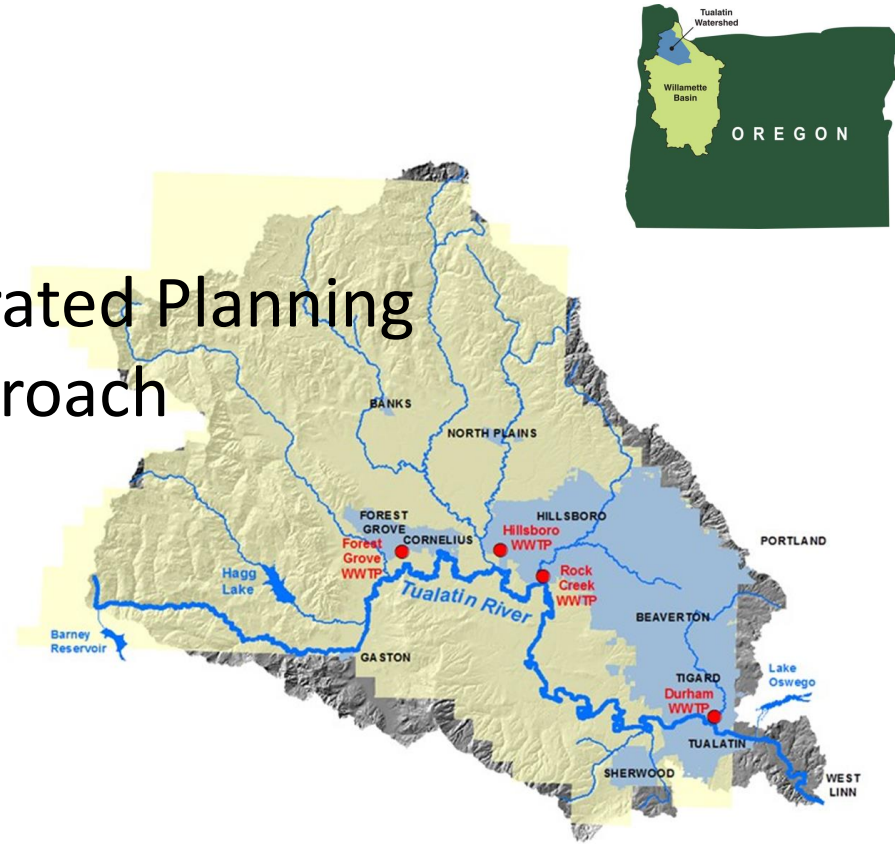 Tualatin
Watershed
Willamette
Basin
OREGON
rated Planning
roach
BANKS
NORTH PLAINS
FOREST
GROVE
CORNELIUS
HILLSBORO
Forest
Grove
WWTP
Hillsboro
WWTP
PORTLAND
Rock
Creek
WWTP
Hagg
Lake
Tualatin River
BEAVERTON
Barney
Reservoir
GASTON
TIGARD
Lake
Oswego
Durham
WWTP
TUALATIN
SHERWOOD
WEST
LINN